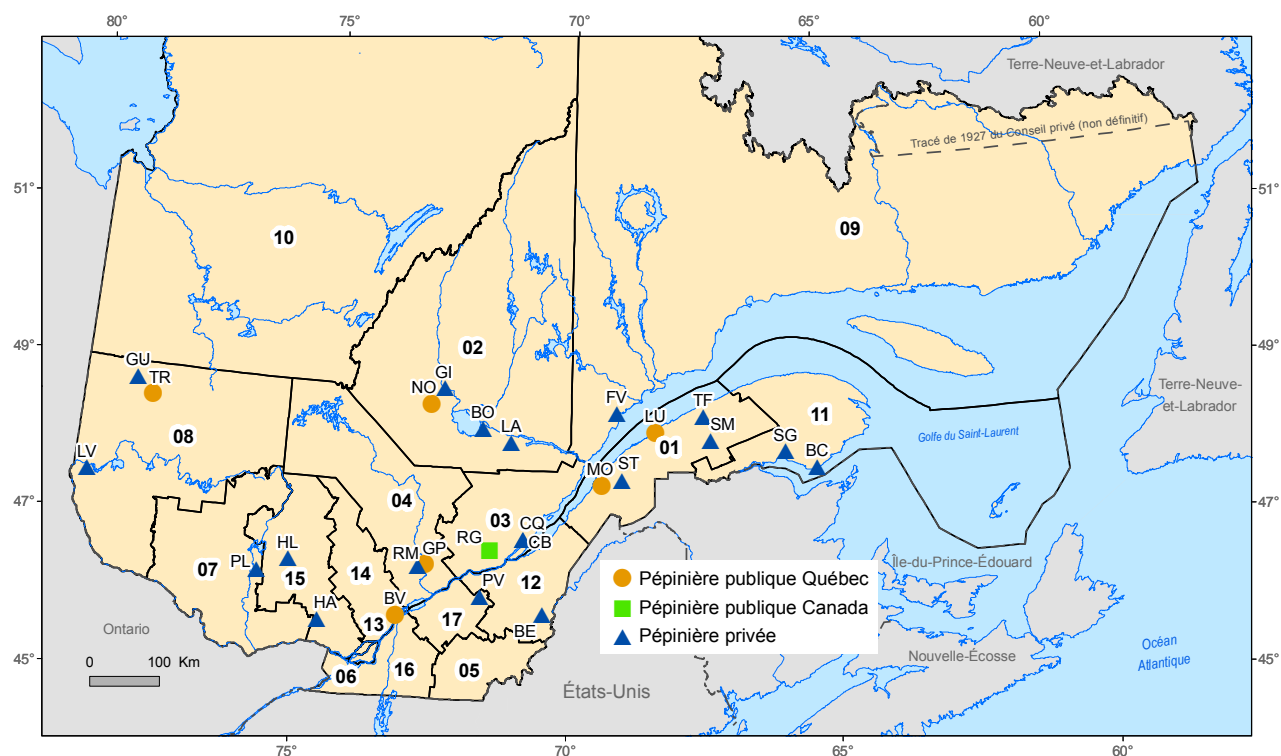 80° 75° 70° 65° 60°
Terre-Neuve-et-Labrador
Tracé de 1927 du Conseil privé (non définitif)
51° 51°
10
09
49° 49°
02
GU
TR
GI
NO
BO
LA
FV
LU
TF
SM
11
SG
BC
Terre-Neuve-
et-Labrador
Golfe du Saint-Laurent
08
LV
01
MO
ST
47° 47°
04
03
CQ
CB
RG
RM
GP
07
PL
HL
15
14
HA
BV
13
PV
12
17
BE
Île-du-Prince-Édouard
Pépinière publique Québec
Pépinière publique Canada
Pépinière privée
Ontario
45° 45°
0 100 Km
06
16
05
États-Unis
Nouvelle-Écosse
Océan
Atlantique
75° 70° 65° 60°